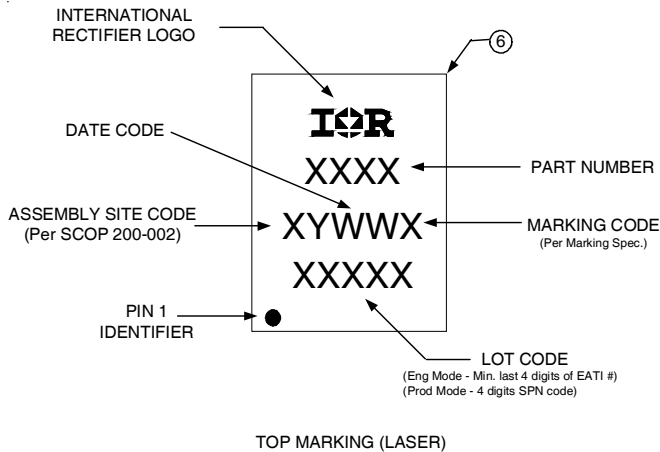 INTERNATIONAL
RECTIFIER LOGO
6
IOR
DATE CODE
XXXX
PART NUMBER
ASSEMBLY SITE CODE
(Per SCOP 200-002)
XYWWX
MARKING CODE
(Per Marking Spec.)
XXXXX
PIN 1
IDENTIFIER
LOT CODE
(Eng Mode - Min. last 4 digits of EATI #)
(Prod Mode - 4 digits SPN code)
TOP MARKING (LASER)